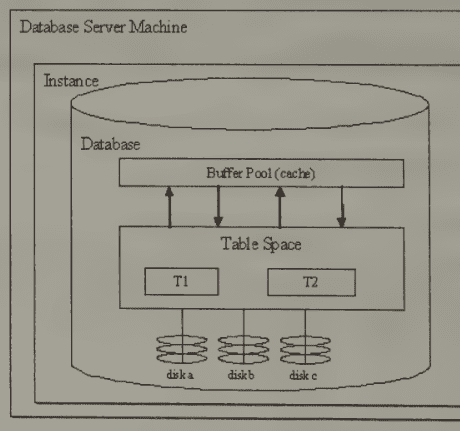 Database Server Machine
Instance
Database
Buffer Pool (cache)
Table Space
T1
T2
disk a
disk b
disk c